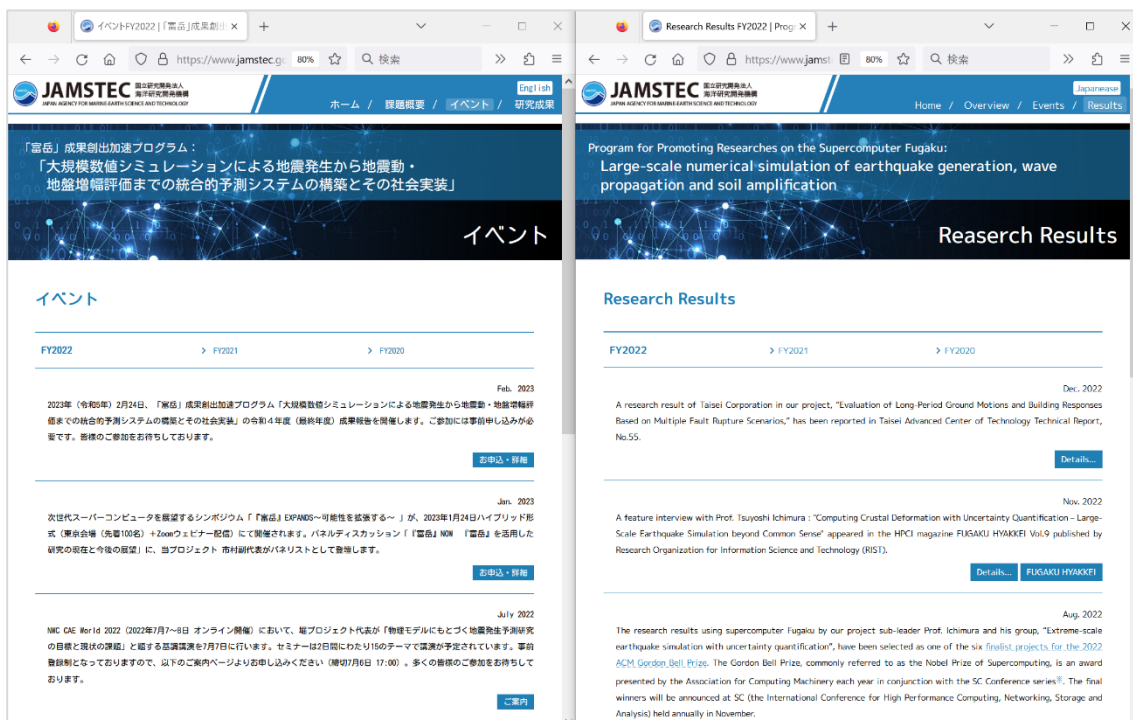 イベントFY2022 | 「富岳」成果創出
https://www.jamstec.gc
80%
検索
JAMSTEC
国立研究開発法人
海洋研究開発機構
JAPAN AGENCY FOR MARINE-EARTH SCIENCE AND TECHNOLOGY
English
ホーム / 課題概要 / イベント / 研究成果
「富岳」成果創出加速プログラム：
「大規模数値シミュレーションによる地震発生から地震動・
地盤増幅評価までの統合的予測システムの構築とその社会実装」
イベント
イベント
FY2022
> FY2021
> FY2020
Feb. 2023
2023年（令和5年）2月24日、「富岳」成果創出加速プログラム「大規模数値シミュレーションによる地震発生から地震動・地盤増幅評
価までの統合的予測システムの構築とその社会実装」の令和４年度（最終年度）成果報告を開催します。ご参加には事前申し込みが必
要です。皆様のご参加をお待ちしております。
お申込・詳細
Jan. 2023
次世代スーパーコンピュータを展望するシンポジウム「『富岳』EXPANDS～可能性を拡張する～ 」が、2023年1月24日ハイブリッド形
式（東京会場（先着100名）＋Zoomウェビナー配信）にて開催されます。パネルディスカッション「『富岳』NOW 『富岳』を活用した
研究の現在と今後の展望」に、当プロジェクト 市村副代表がパネリストとして登壇します。
お申込・詳細
July 2022
NWC CAE World 2022（2022年7月7～8日 オンライン開催）において、堀プロジェクト代表が「物理モデルにもとづく地震発生予測研究
の目標と現状の課題」と題する基調講演を7月7日に行います。セミナーは2日間にわたり15のテーマで講演が予定されています。事前
登録制となっておりますので、以下のご案内ページよりお申し込みください（締切7月6日 17:00）。多くの皆様のご参加をお待ちして
おります。
ご案内
Research Results FY2022 | Prog
https://www.jamst
80%
検索
JAMSTEC
国立研究開発法人
海洋研究開発機構
JAPAN AGENCY FOR MARINE-EARTH SCIENCE AND TECHNOLOGY
Japanease
Home / Overview / Events / Results
Program for Promoting Researches on the Supercomputer Fugaku:
Large-scale numerical simulation of earthquake generation, wave
propagation and soil amplification
Reaserch Results
Research Results
FY2022
> FY2021
> FY2020
Dec. 2022
A research result of Taisei Corporation in our project, "Evaluation of Long-Period Ground Motions and Building Responses
Based on Multiple Fault Rupture Scenarios," has been reported in Taisei Advanced Center of Technology Technical Report,
No.55.
Details...
Nov. 2022
A feature interview with Prof. Tsuyoshi Ichimura : "Computing Crustal Deformation with Uncertainty Quantification – Large-
Scale Earthquake Simulation beyond Common Sense" appeared in the HPCI magazine FUGAKU HYAKKEI Vol.9 published by
Research Organization for Information Science and Technology (RIST).
Details...
FUGAKU HYAKKEI
Aug. 2022
The research results using supercomputer Fugaku by our project sub-leader Prof. Ichimura and his group, "Extreme-scale
earthquake simulation with uncertainty quantification", have been selected as one of the six finalist projects for the 2022
ACM Gordon Bell Prize. The Gordon Bell Prize, commonly referred to as the Nobel Prize of Supercomputing, is an award
presented by the Association for Computing Machinery each year in conjunction with the SC Conference series※. The final
winners will be announced at SC (the International Conference for High Performance Computing, Networking, Storage and
Analysis) held annually in November.